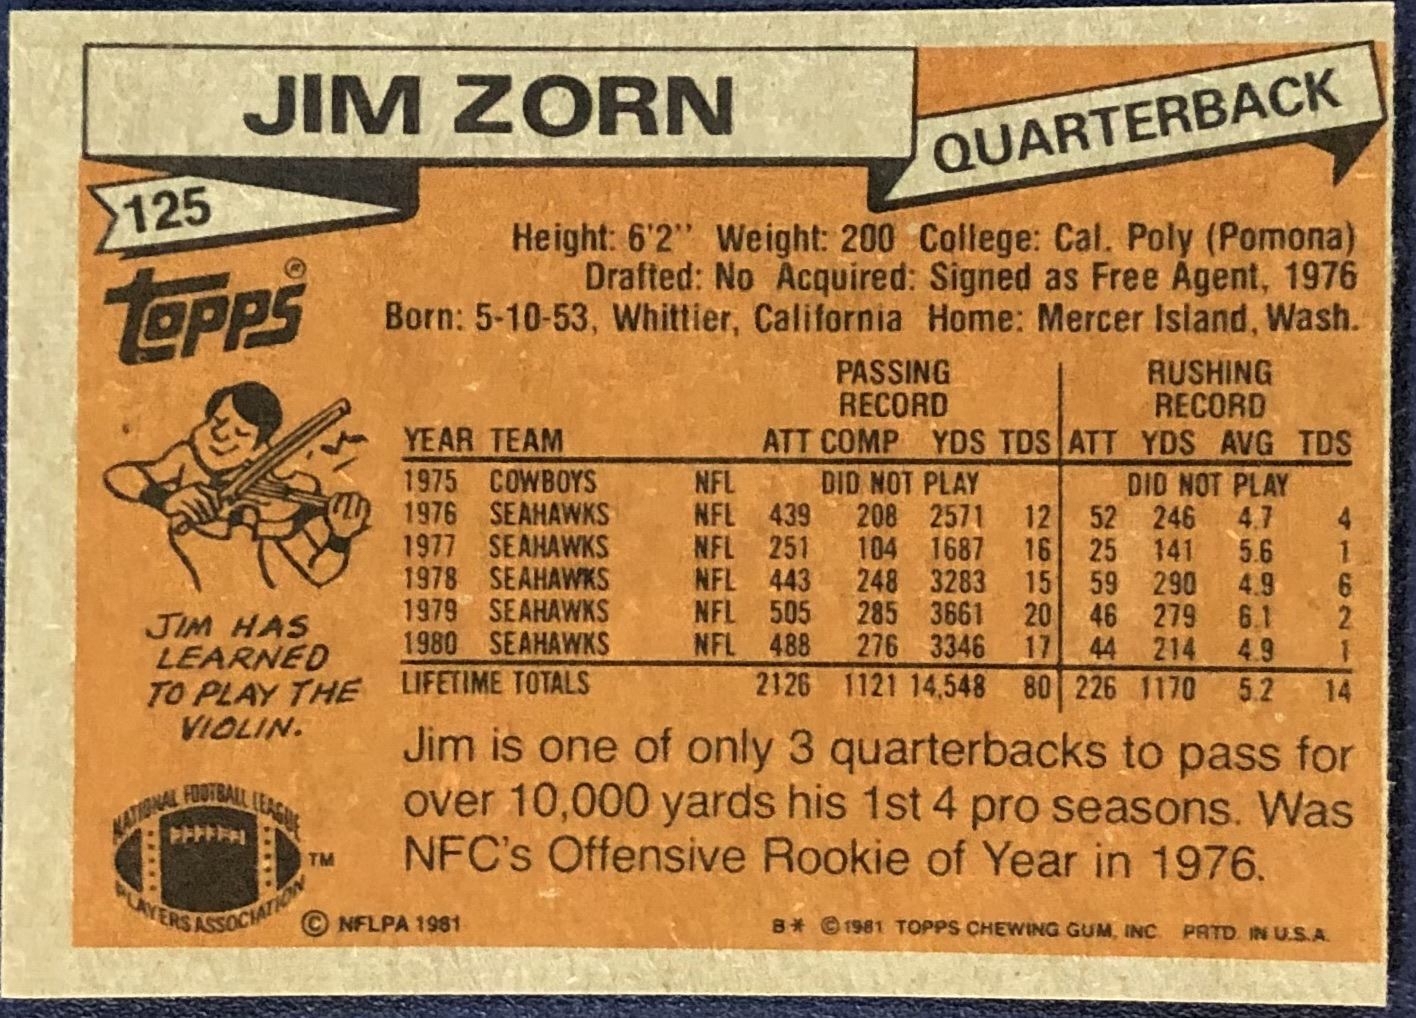 JIM ZORN
QUARTERBACK
125
Topps®
Height: 6'2'' Weight: 200 College: Cal. Poly (Pomona)
Drafted: No Acquired: Signed as Free Agent, 1976
Born: 5-10-53, Whittier, California Home: Mercer Island, Wash.
PASSING RUSHING
RECORD RECORD
YEAR TEAM ATT COMP YDS TDS ATT YDS AVG TDS
1975 COWBOYS NFL DID NOT PLAY DID NOT PLAY
1976 SEAHAWKS NFL 439 208 2571 12 52 246 4.7 4
1977 SEAHAWKS NFL 251 104 1687 16 25 141 5.6 1
1978 SEAHAWKS NFL 443 248 3283 15 59 290 4.9 6
1979 SEAHAWKS NFL 505 285 3661 20 46 279 6.1 2
1980 SEAHAWKS NFL 488 276 3346 17 44 214 4.9 1
LIFETIME TOTALS 2126 1121 14,548 80 226 1170 5.2 14
JIM HAS
LEARNED
TO PLAY THE
VIOLIN.
Jim is one of only 3 quarterbacks to pass for
over 10,000 yards his 1st 4 pro seasons. Was
NFC's Offensive Rookie of Year in 1976.
NATIONAL FOOTBALL LEAGUE
PLAYERS ASSOCIATION
TM
© NFLPA 1981
B* © 1981 TOPPS CHEWING GUM, INC. PRTD. IN U.S.A.